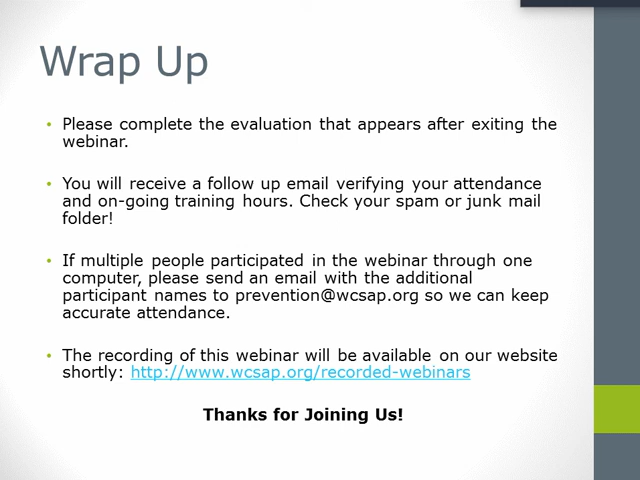 Wrap Up
• Please complete the evaluation that appears after exiting the
webinar.
• You will receive a follow up email verifying your attendance
and on-going training hours. Check your spam or junk mail
folder!
• If multiple people participated in the webinar through one
computer, please send an email with the additional
participant names to prevention@wcsap.org so we can keep
accurate attendance.
• The recording of this webinar will be available on our website
shortly: http://www.wcsap.org/recorded-webinars
Thanks for Joining Us!